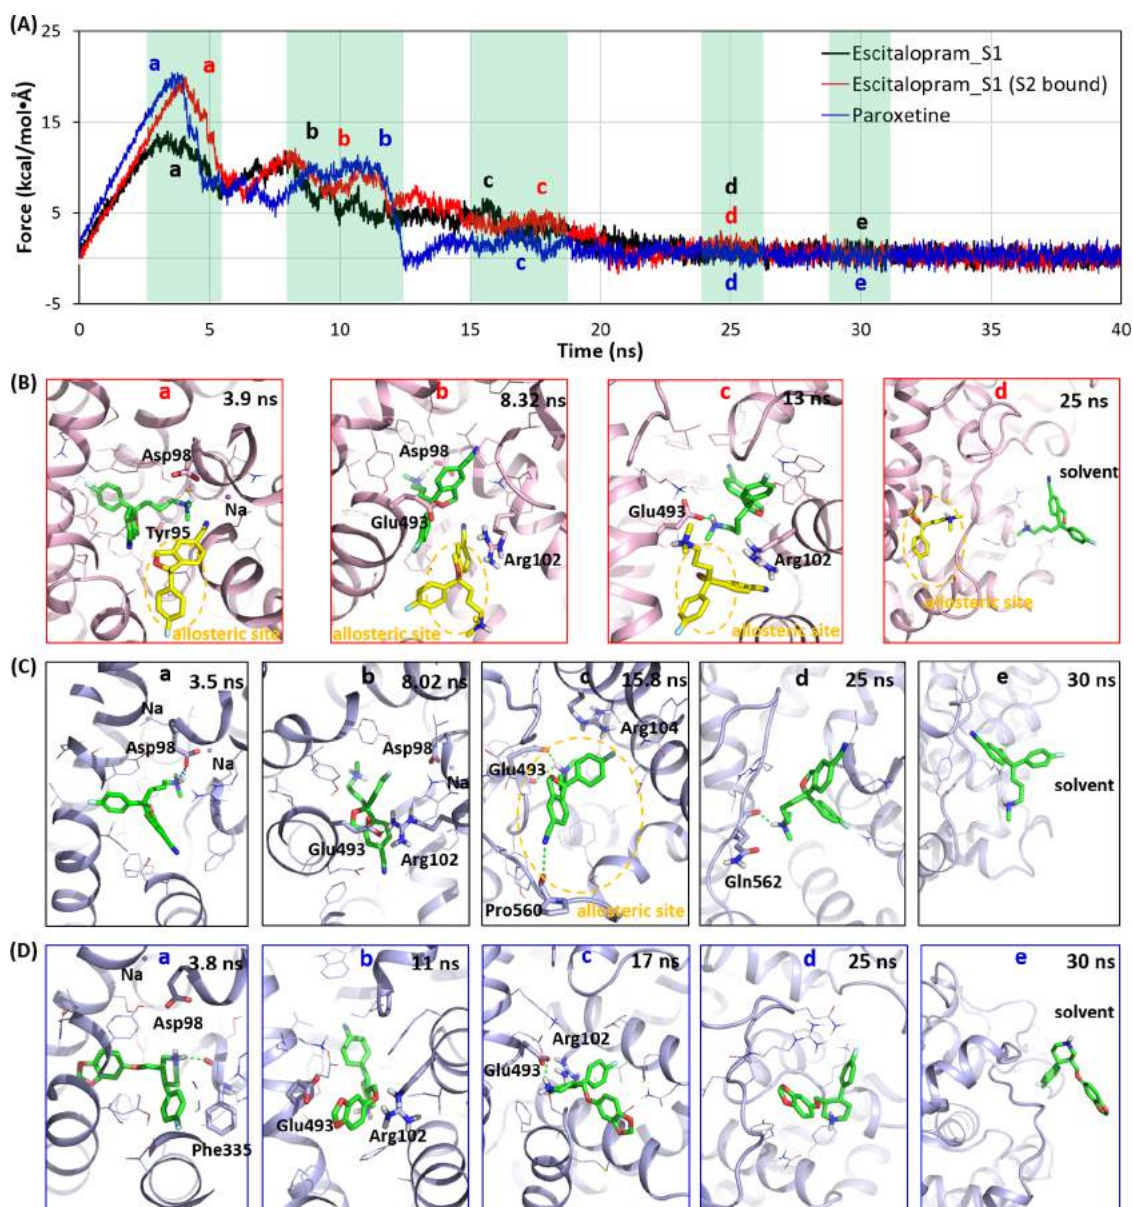 (A)
25
15
5
-5
Force (kcal/mol•Å)
0
5
10
15
20
25
30
35
40
Time (ns)
Escitalopram_S1
Escitalopram_S1 (S2 bound)
Paroxetine
a
a
a
b
b
b
c
c
c
d
d
d
e
e
(B)
a
3.9 ns
Asp98
Na
Tyr95
allosteric site
b
8.32 ns
Asp98
Glu493
Arg102
allosteric site
c
13 ns
Glu493
Arg102
allosteric site
d
25 ns
solvent
allosteric site
(C)
a
3.5 ns
Na
Asp98
Na
b
8.02 ns
Asp98
Na
Glu493
Arg102
c
15.8 ns
Arg104
Glu493
Pro560
allosteric site
d
25 ns
Gln562
e
30 ns
solvent
(D)
a
3.8 ns
Na
Asp98
Phe335
b
11 ns
Glu493
Arg102
c
17 ns
Arg102
Glu493
d
25 ns
e
30 ns
solvent